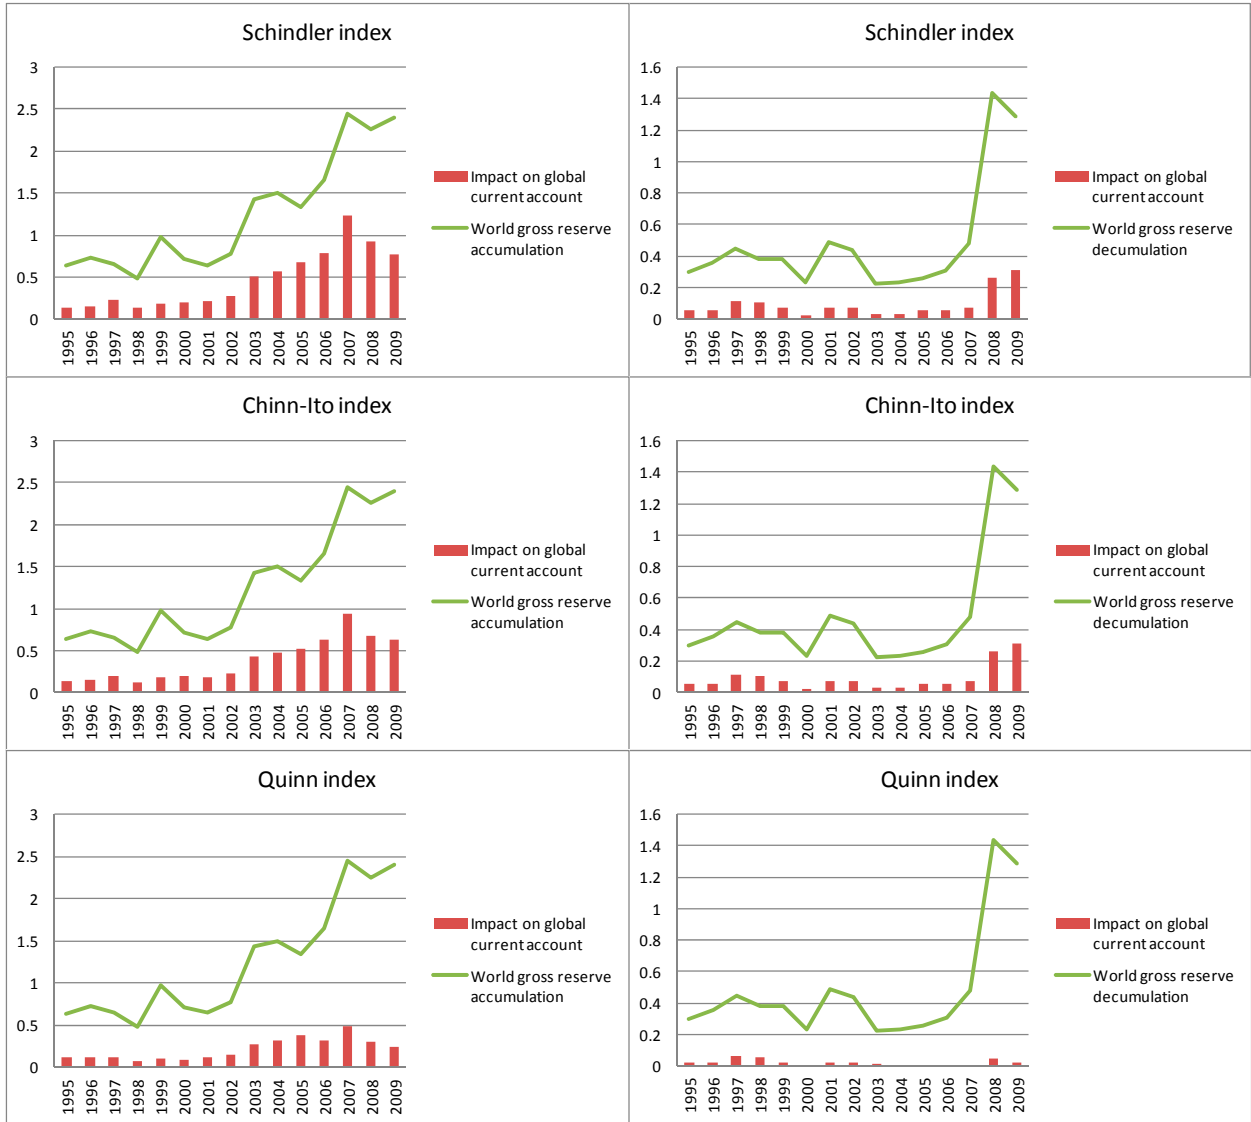 Schindler index
3
2.5
2
1.5
1
0.5
0
1995 1996 1997 1998 1999 2000 2001 2002 2003 2004 2005 2006 2007 2008 2009
Impact on global
current account
World gross reserve
accumulation
Schindler index
1.6
1.4
1.2
1
0.8
0.6
0.4
0.2
0
1995 1996 1997 1998 1999 2000 2001 2002 2003 2004 2005 2006 2007 2008 2009
Impact on global
current account
World gross reserve
decumulation
Chinn-Ito index
3
2.5
2
1.5
1
0.5
0
1995 1996 1997 1998 1999 2000 2001 2002 2003 2004 2005 2006 2007 2008 2009
Impact on global
current account
World gross reserve
accumulation
Chinn-Ito index
1.6
1.4
1.2
1
0.8
0.6
0.4
0.2
0
1995 1996 1997 1998 1999 2000 2001 2002 2003 2004 2005 2006 2007 2008 2009
Impact on global
current account
World gross reserve
decumulation
Quinn index
3
2.5
2
1.5
1
0.5
0
1995 1996 1997 1998 1999 2000 2001 2002 2003 2004 2005 2006 2007 2008 2009
Impact on global
current account
World gross reserve
accumulation
Quinn index
1.6
1.4
1.2
1
0.8
0.6
0.4
0.2
0
1995 1996 1997 1998 1999 2000 2001 2002 2003 2004 2005 2006 2007 2008 2009
Impact on global
current account
World gross reserve
decumulation